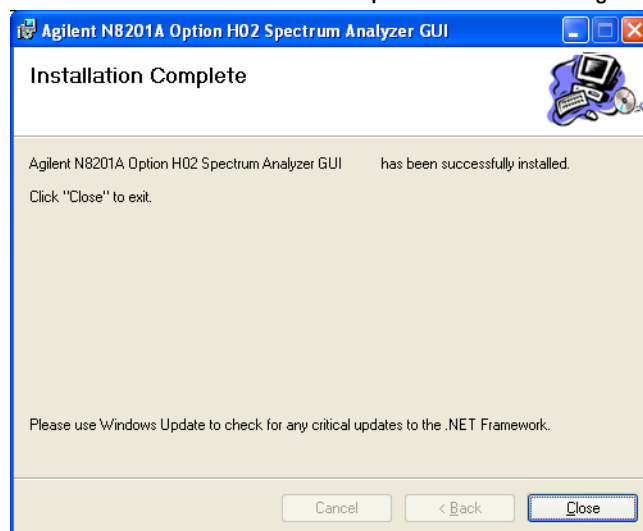 Agilent N8201A Option H02 Spectrum Analyzer GUI
Installation Complete
Agilent N8201A Option H02 Spectrum Analyzer GUI has been successfully installed.
Click "Close" to exit.
Please use Windows Update to check for any critical updates to the .NET Framework.
Cancel < Back Close